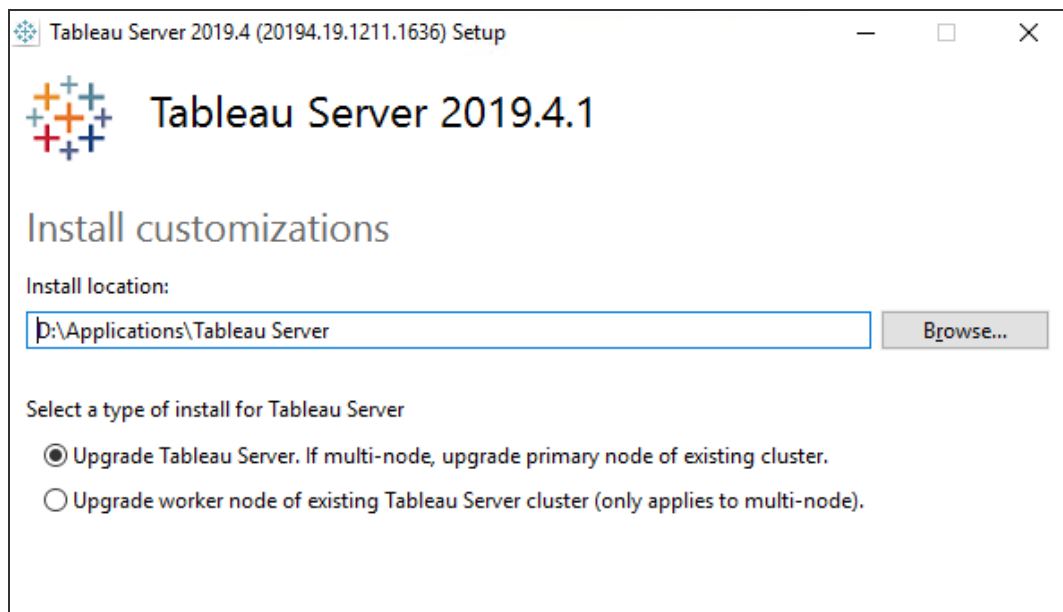 Tableau Server 2019.4 (20194.19.1211.1636) Setup
Tableau Server 2019.4.1
Install customizations
Install location:
D:\Applications\Tableau Server
Browse...
Select a type of install for Tableau Server
Upgrade Tableau Server. If multi-node, upgrade primary node of existing cluster.
Upgrade worker node of existing Tableau Server cluster (only applies to multi-node).